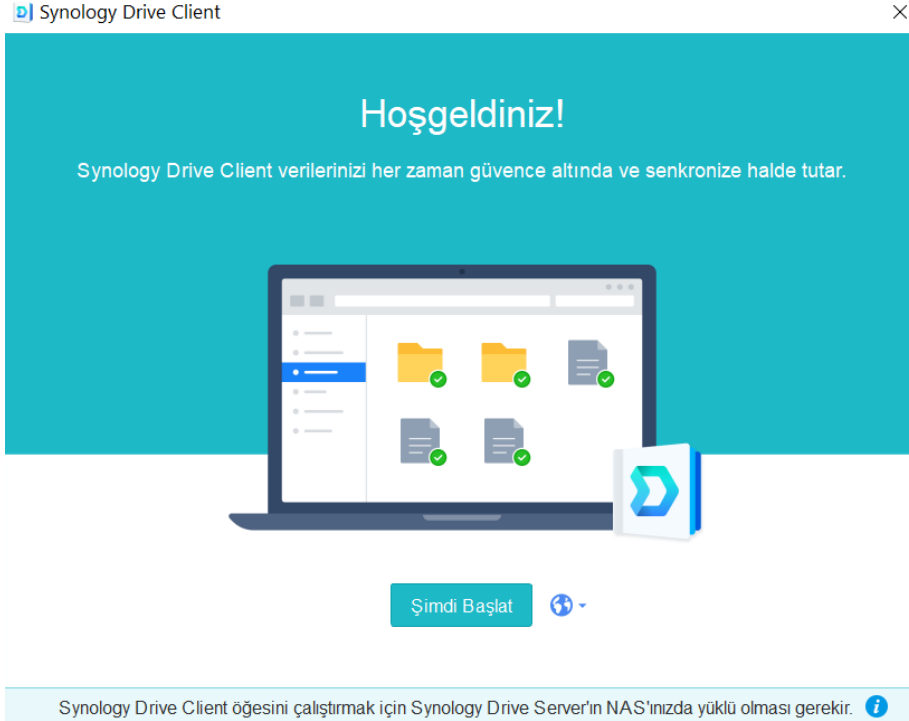 Synology Drive Client
Hoşgeldiniz!
Synology Drive Client verilerinizi her zaman güvence altında ve senkronize halde tutar.
Şimdi Başlat
Synology Drive Client öğesini çalıştırmak için Synology Drive Server'ın NAS'ınızda yüklü olması gerekir.